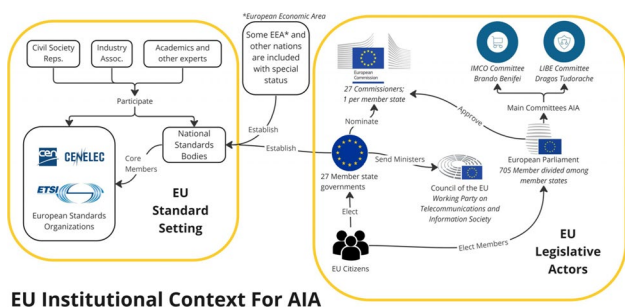 *European Economic Area
Civil Society
Reps.
Industry
Assoc.
Academics and
other experts
Some EEA* and
other nations
are included
with special
status
Participate
Establish
National
Standards
Bodies
Establish
Core
Members
cen
CENELEC
ETSI
European Standards
Organizations
EU
Standard
Setting
European
Commission
27 Commissioners;
1 per member state
Nominate
Approve
IMCO Committee
Brando Benifei
LIBE Committee
Dragos Tudorache
Main Committees AIA
European Parliament
705 Member divided among
member states
27 Member state
governments
Send Ministers
Council of the EU
Working Party on
Telecommunications and
Information Society
Elect
EU Citizens
Elect Members
EU
Legislative
Actors
EU Institutional Context For AIA